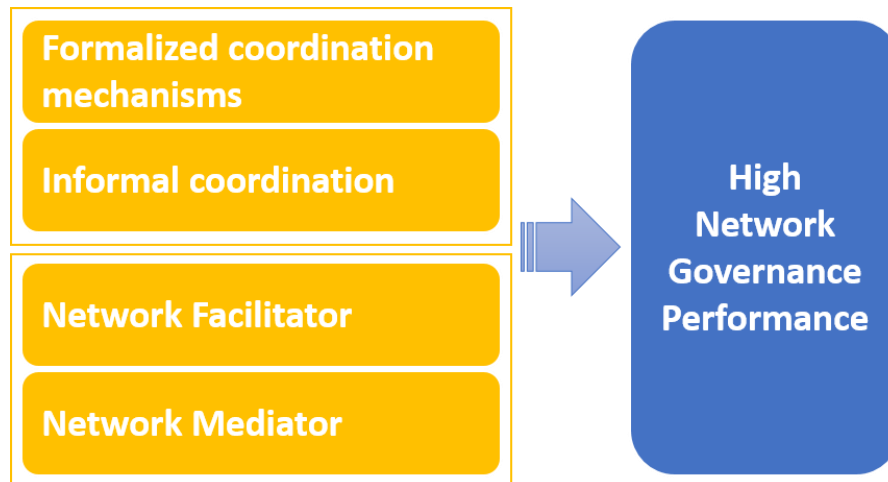 Formalized coordination
mechanisms
Informal coordination
Network Facilitator
Network Mediator
High
Network
Governance
Performance